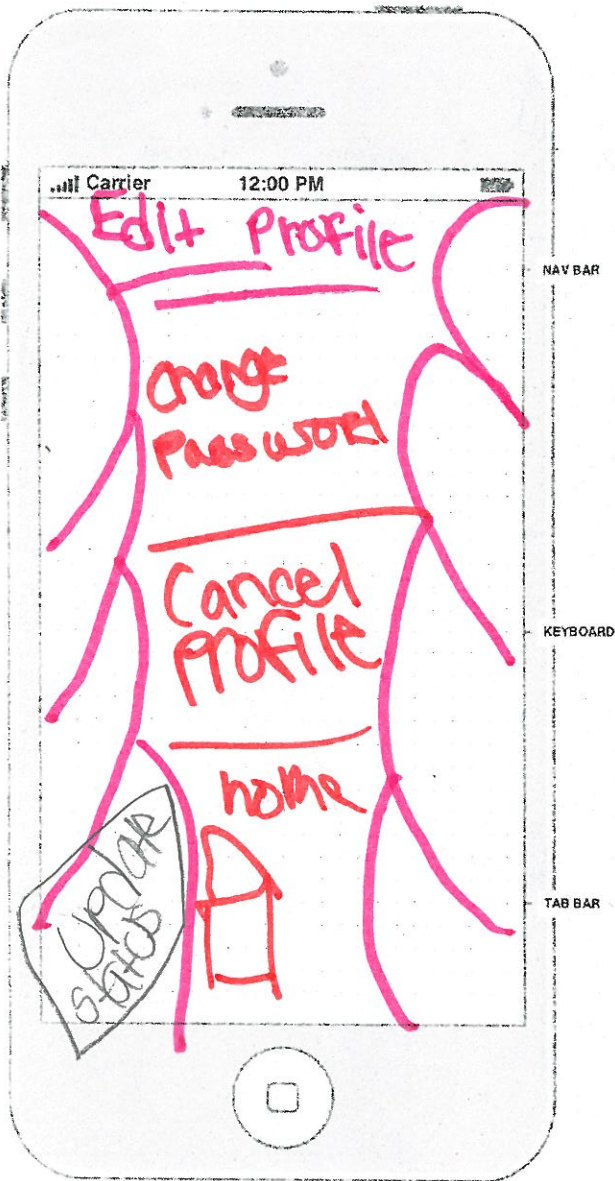 Carrier 12:00 PM
Edit Profile
NAV BAR
Change
Password
Cancel
Profile
KEYBOARD
home
Update
Status
TAB BAR